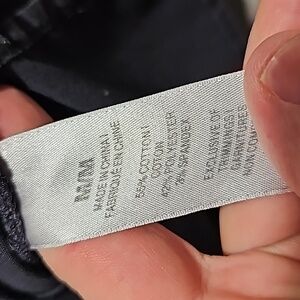 M/M
MADE IN CHINA /
FABRIQUÉ EN CHINE
55% COTTON /
COTON
42% POLYESTER
3% SPANDEX
EXCLUSIVE OF
TRIMMINGS /
GARNITURES
NON COMPRISES